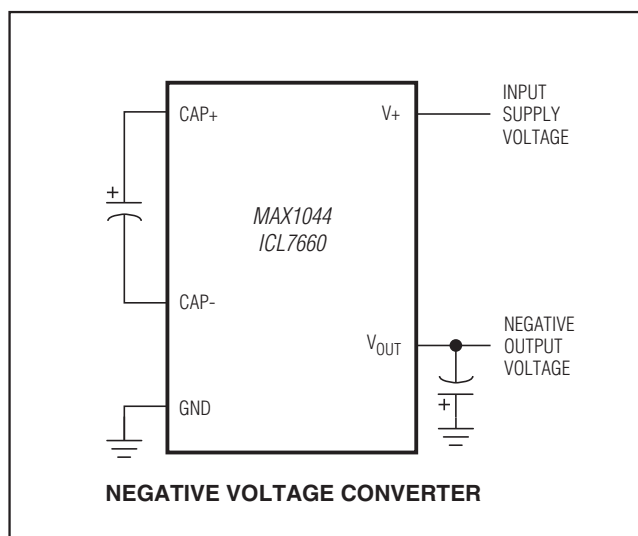 CAP+
V+
INPUT
SUPPLY
VOLTAGE
+
MAX1044
ICL7660
CAP-
VOUT
NEGATIVE
OUTPUT
VOLTAGE
+
GND
NEGATIVE VOLTAGE CONVERTER